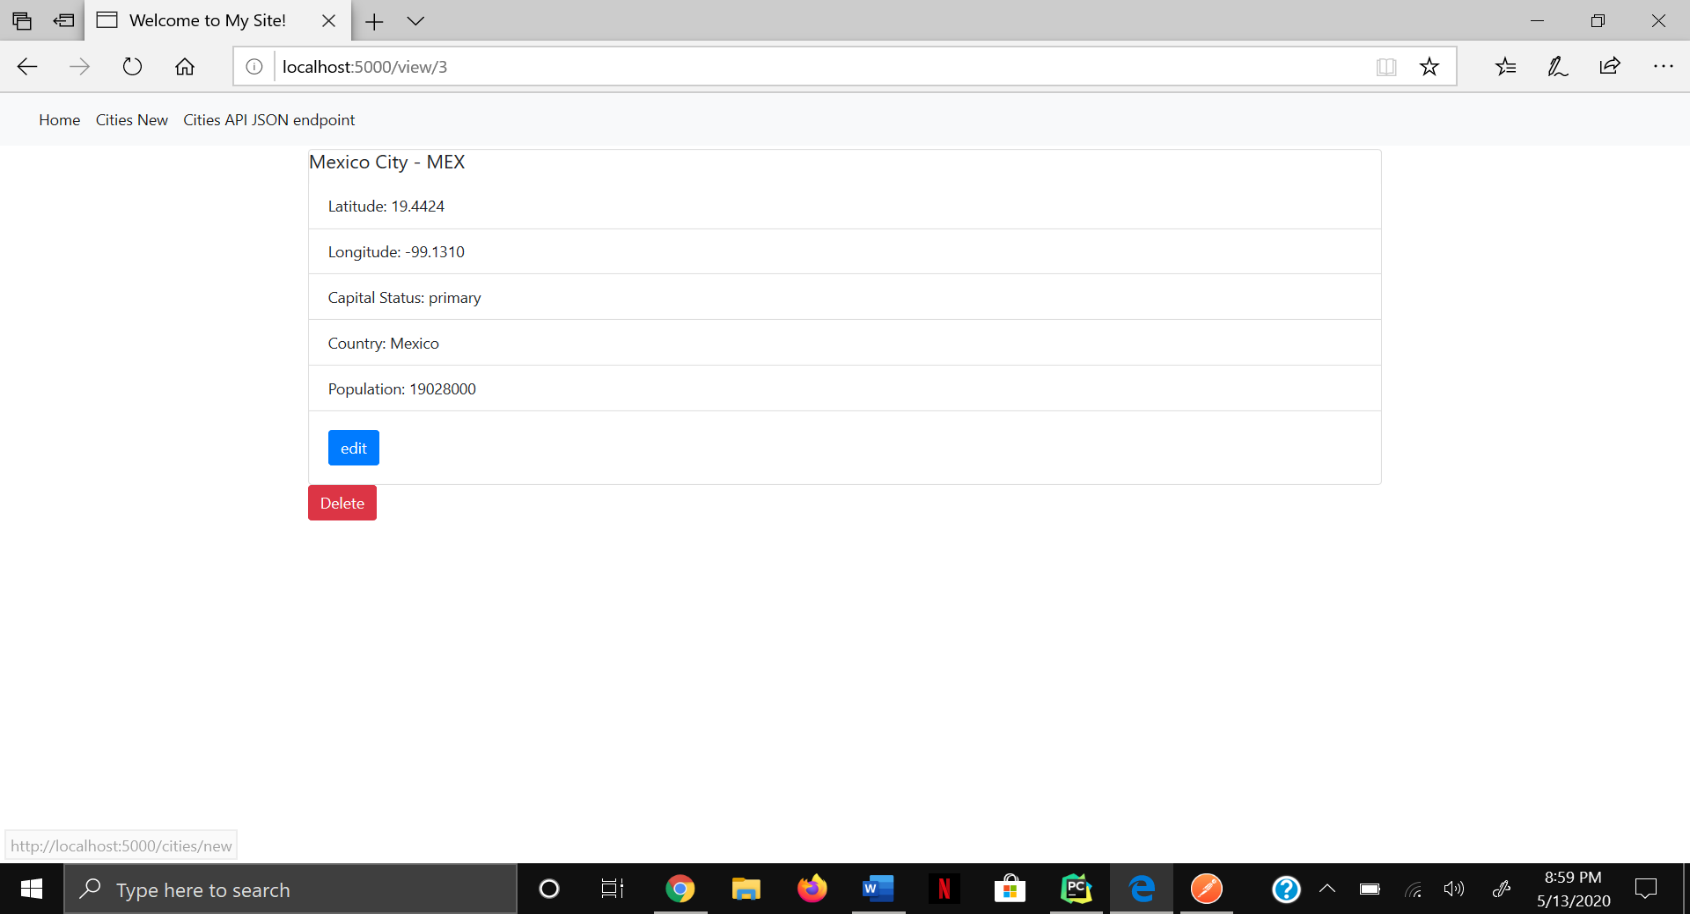 Welcome to My Site!
localhost:5000/view/3
Home Cities New Cities API JSON endpoint
Mexico City - MEX
Latitude: 19.4424
Longitude: -99.1310
Capital Status: primary
Country: Mexico
Population: 19028000
edit
Delete
http://localhost:5000/cities/new
Type here to search
W
N
PC
?
8:59 PM
5/13/2020